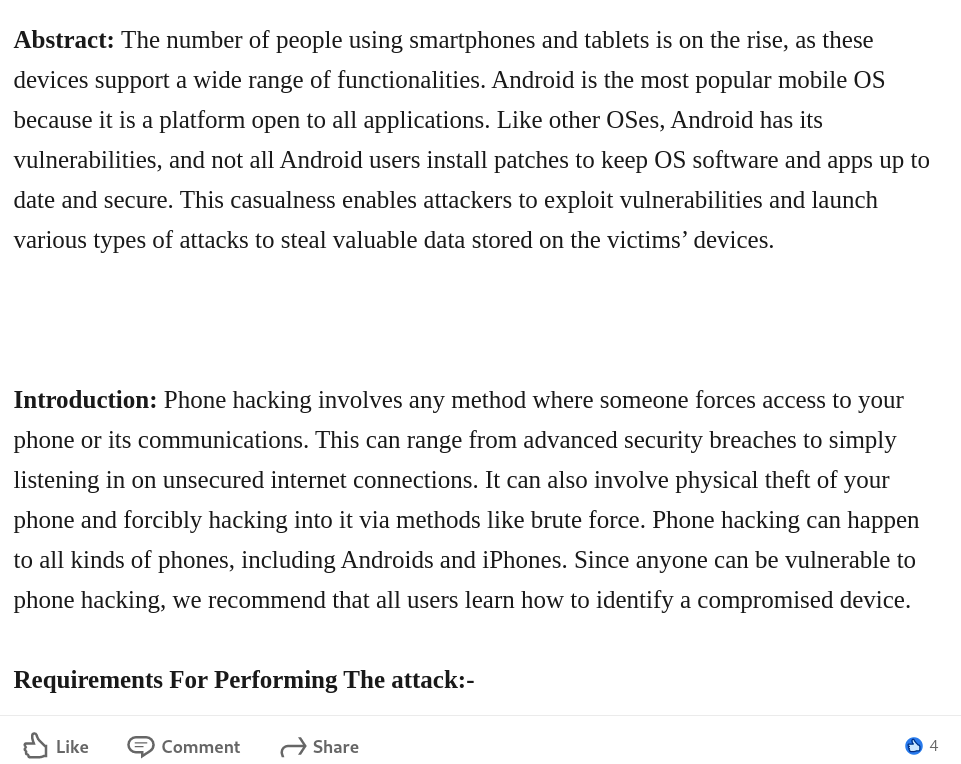 Abstract: The number of people using smartphones and tablets is on the rise, as these
devices support a wide range of functionalities. Android is the most popular mobile OS
because it is a platform open to all applications. Like other OSes, Android has its
vulnerabilities, and not all Android users install patches to keep OS software and apps up to
date and secure. This casualness enables attackers to exploit vulnerabilities and launch
various types of attacks to steal valuable data stored on the victims’ devices.
Introduction: Phone hacking involves any method where someone forces access to your
phone or its communications. This can range from advanced security breaches to simply
listening in on unsecured internet connections. It can also involve physical theft of your
phone and forcibly hacking into it via methods like brute force. Phone hacking can happen
to all kinds of phones, including Androids and iPhones. Since anyone can be vulnerable to
phone hacking, we recommend that all users learn how to identify a compromised device.
Requirements For Performing The attack:-
Like Comment Share 4